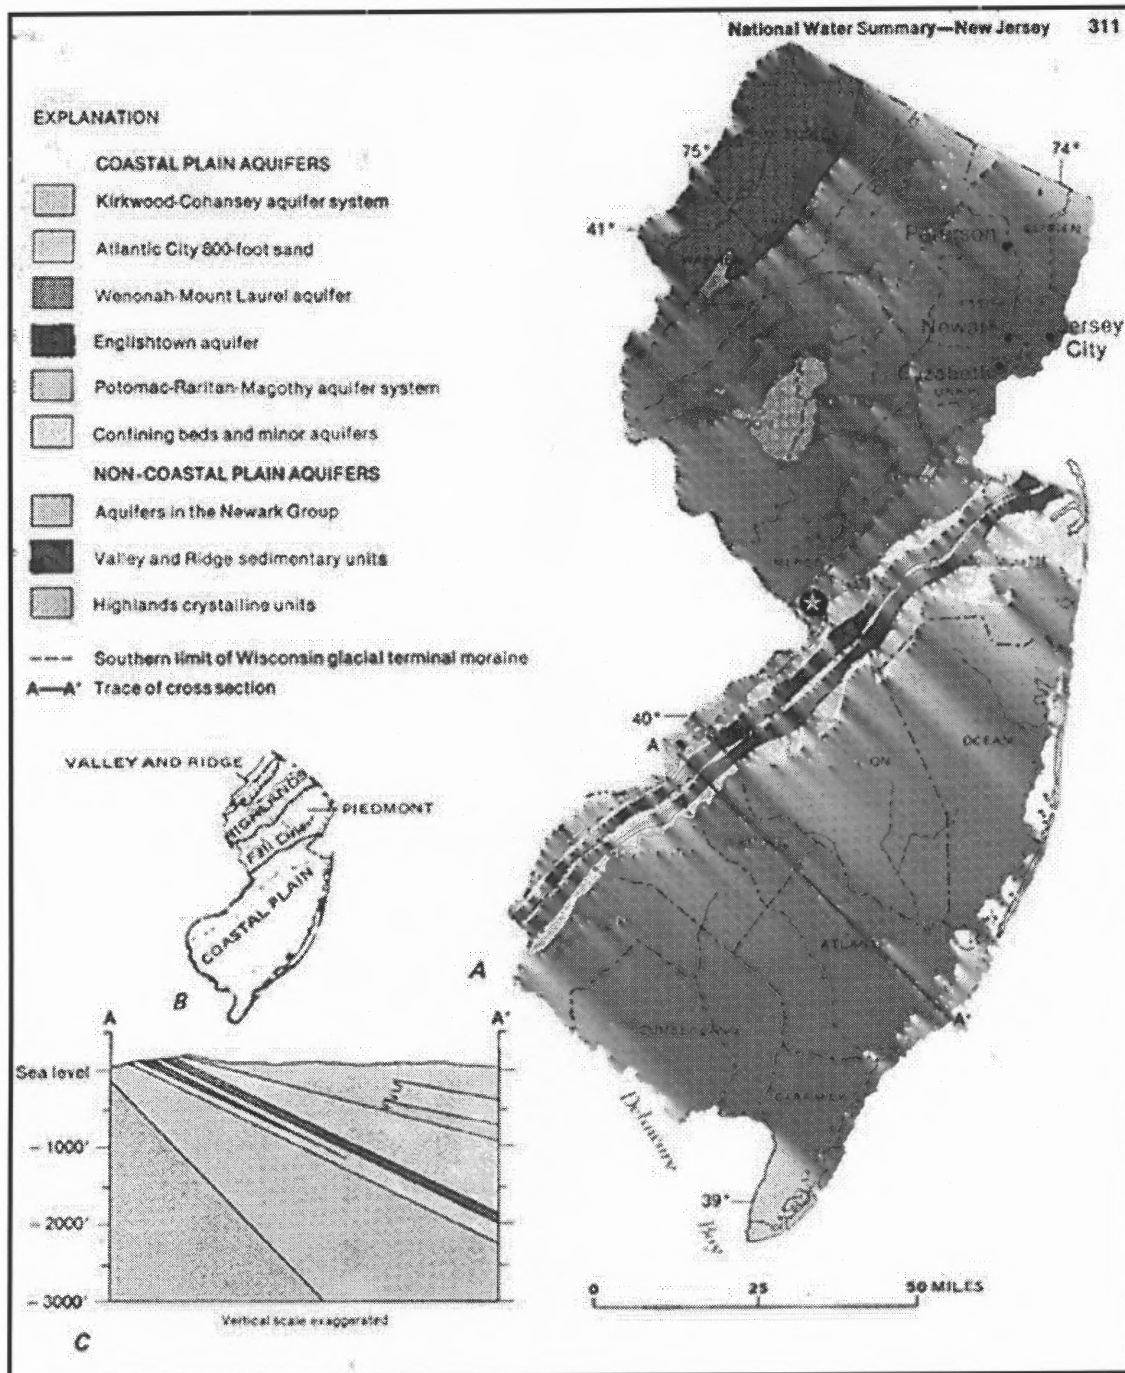 National Water Summary—New Jersey 311
EXPLANATION
COASTAL PLAIN AQUIFERS
Kirkwood-Cohansey aquifer system
Atlantic City 800-foot sand
Wenonah-Mount Laurel aquifer
Englishtown aquifer
Potomac-Raritan-Magothy aquifer system
Confining beds and minor aquifers
NON-COASTAL PLAIN AQUIFERS
Aquifers in the Newark Group
Valley and Ridge sedimentary units
Highlands crystalline units
Southern limit of Wisconsin glacial terminal moraine
A—A' Trace of cross section
75°
74°
41°
Paterson
Newark
Jersey
City
Elizabeth
40°
A
OCEAN
ATLANTIC
A'
CUMBERLAND
CAPE MAY
Delaware
Bay
39°
0 25 50 MILES
VALLEY AND RIDGE
HIGHLANDS
PIEDMONT
Fall Line
COASTAL PLAIN
A
B
A A'
Sea level
– 1000'
– 2000'
– 3000'
Vertical scale exaggerated
C